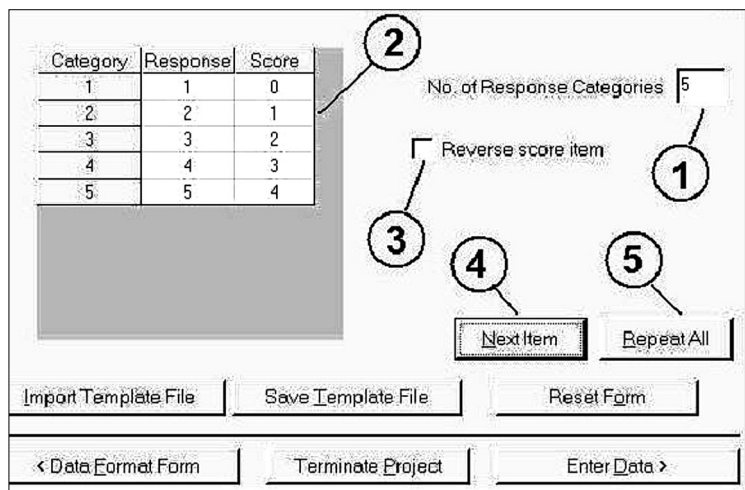 2
Category Response Score
1 1 0
2 2 1
3 3 2
4 4 3
5 5 4
No. of Response Categories 5
Reverse score item
1
3
4
5
Next Item Repeat All
Import Template File Save Template File Reset Form
< Data Format Form Terminate Project Enter Data >